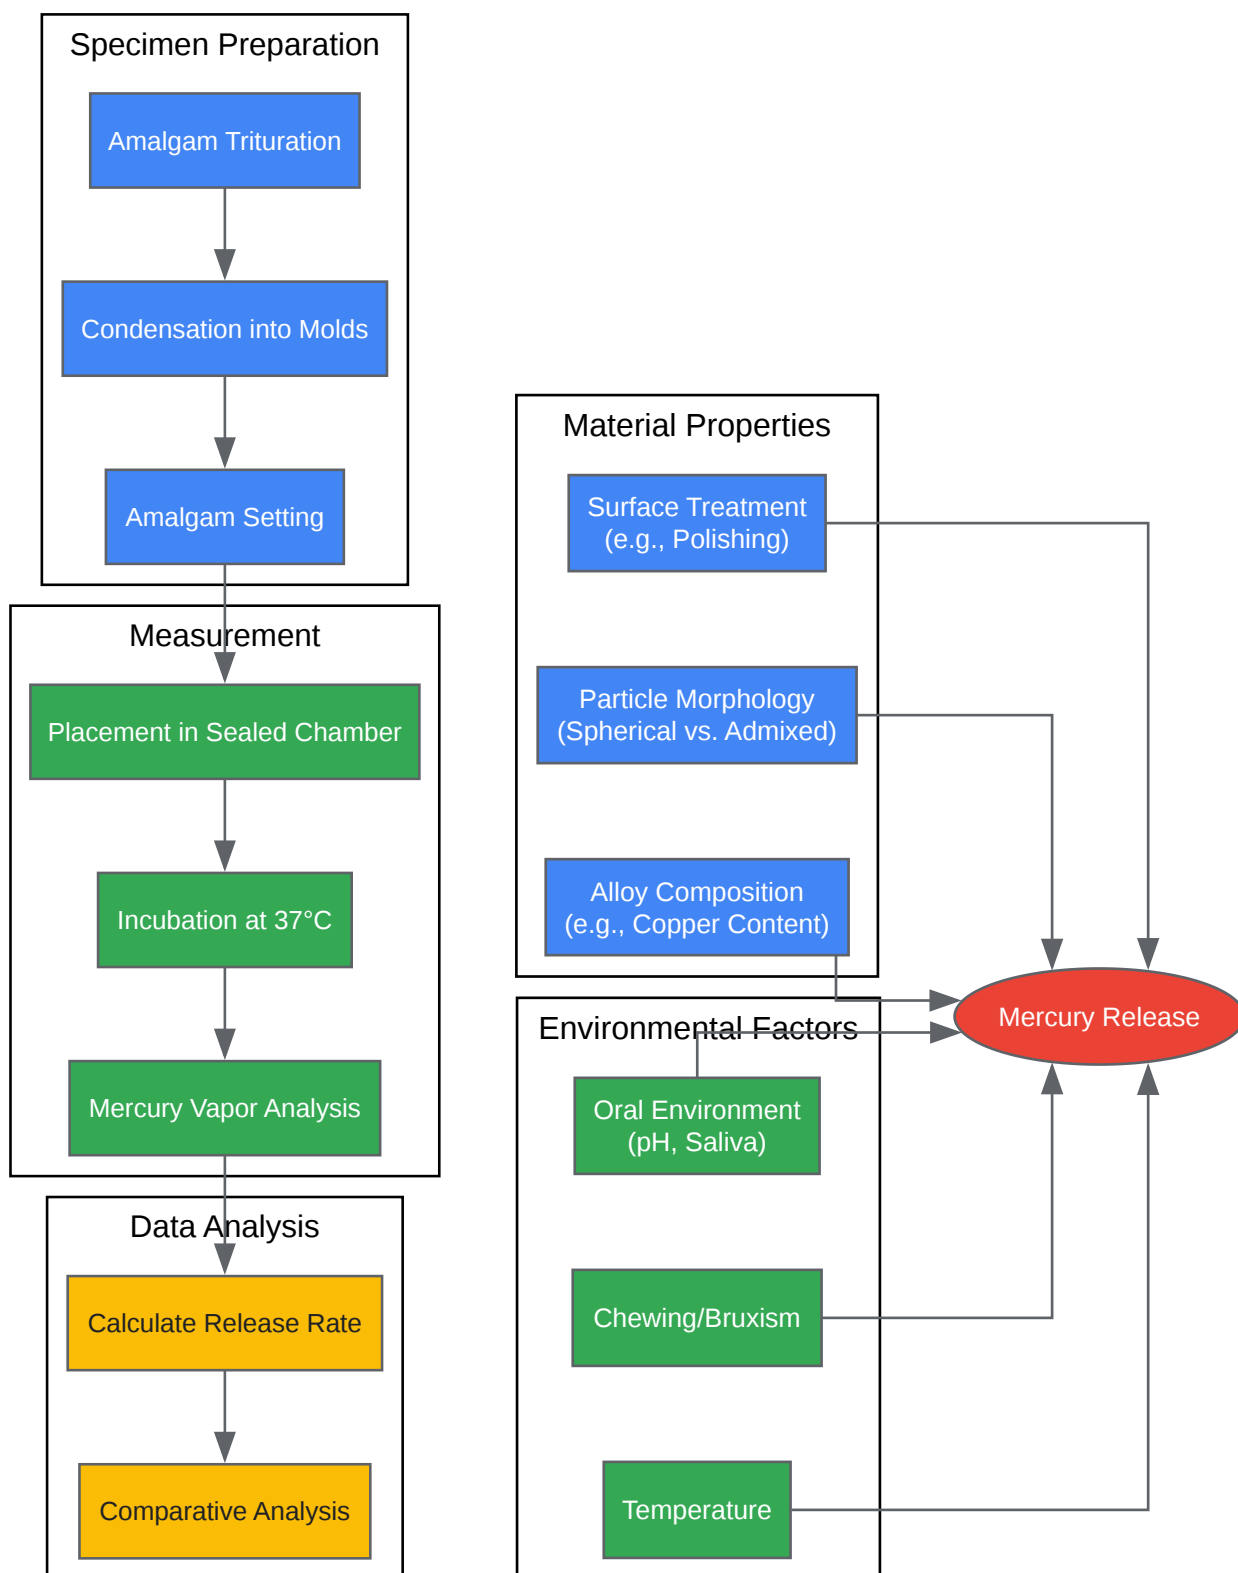 Specimen Preparation
Amalgam Trituration
Condensation into Molds
Amalgam Setting
Measurement
Placement in Sealed Chamber
Incubation at 37°C
Mercury Vapor Analysis
Data Analysis
Calculate Release Rate
Comparative Analysis
Material Properties
Surface Treatment
(e.g., Polishing)
Particle Morphology
(Spherical vs. Admixed)
Alloy Composition
(e.g., Copper Content)
Environmental Factors
Oral Environment
(pH, Saliva)
Chewing/Bruxism
Temperature
Mercury Release